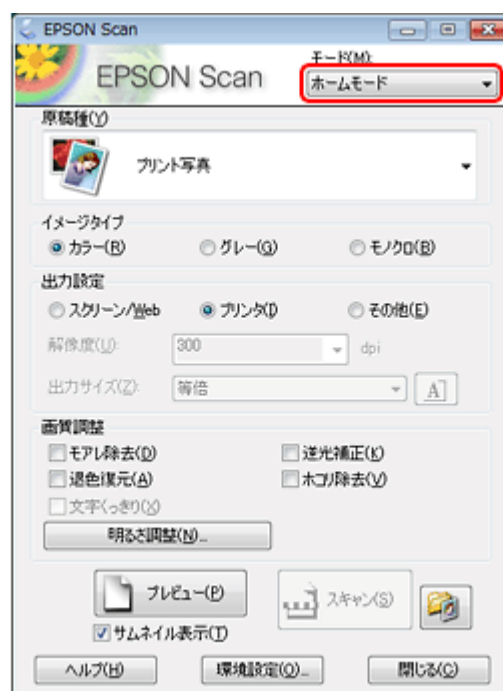 EPSON Scan
EPSON Scan
モード(M):
ホームモード
原稿種(Y)
プリント写真
イメージタイプ
カラー(R)
グレー(G)
モノクロ(B)
出力設定
スクリーン/Web
プリンタ(I)
その他(E)
解像度(U):
300
dpi
出力サイズ(Z):
等倍
A
画質調整
モアレ除去(D)
逆光補正(K)
退色復元(A)
ホコリ除去(V)
文字くっきり(X)
明るさ調整(N)...
プレビュー(P)
スキャン(S)
サムネイル表示(T)
ヘルプ(H)
環境設定(O)...
閉じる(C)